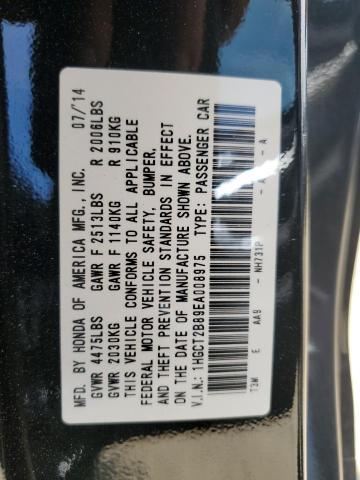 MFD. BY HONDA OF AMERICA MFG., INC. 07/'14
GVWR 4475LBS GAWR F 2513LBS R 2006LBS
GVWR 2030KG GAWR F 1140KG R 910KG
THIS VEHICLE CONFORMS TO ALL APPLICABLE
FEDERAL MOTOR VEHICLE SAFETY, BUMPER,
AND THEFT PREVENTION STANDARDS IN EFFECT
ON THE DATE OF MANUFACTURE SHOWN ABOVE.
V.I.N.: 1HGCT2B89EA008975 TYPE: PASSENGER CAR
T3M E AA9 - NH731P A - A